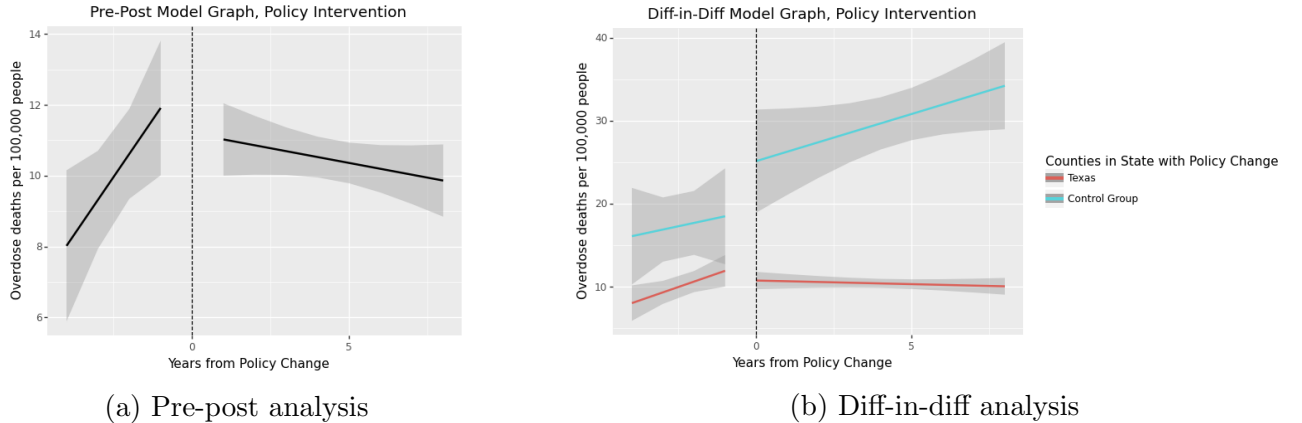 Pre-Post Model Graph, Policy Intervention
14
12
10
8
6
Overdose deaths per 100,000 people
0
5
Years from Policy Change
(a) Pre-post analysis
Diff-in-Diff Model Graph, Policy Intervention
40
30
20
10
Overdose deaths per 100,000 people
0
5
Years from Policy Change
Counties in State with Policy Change
Texas
Control Group
(b) Diff-in-diff analysis